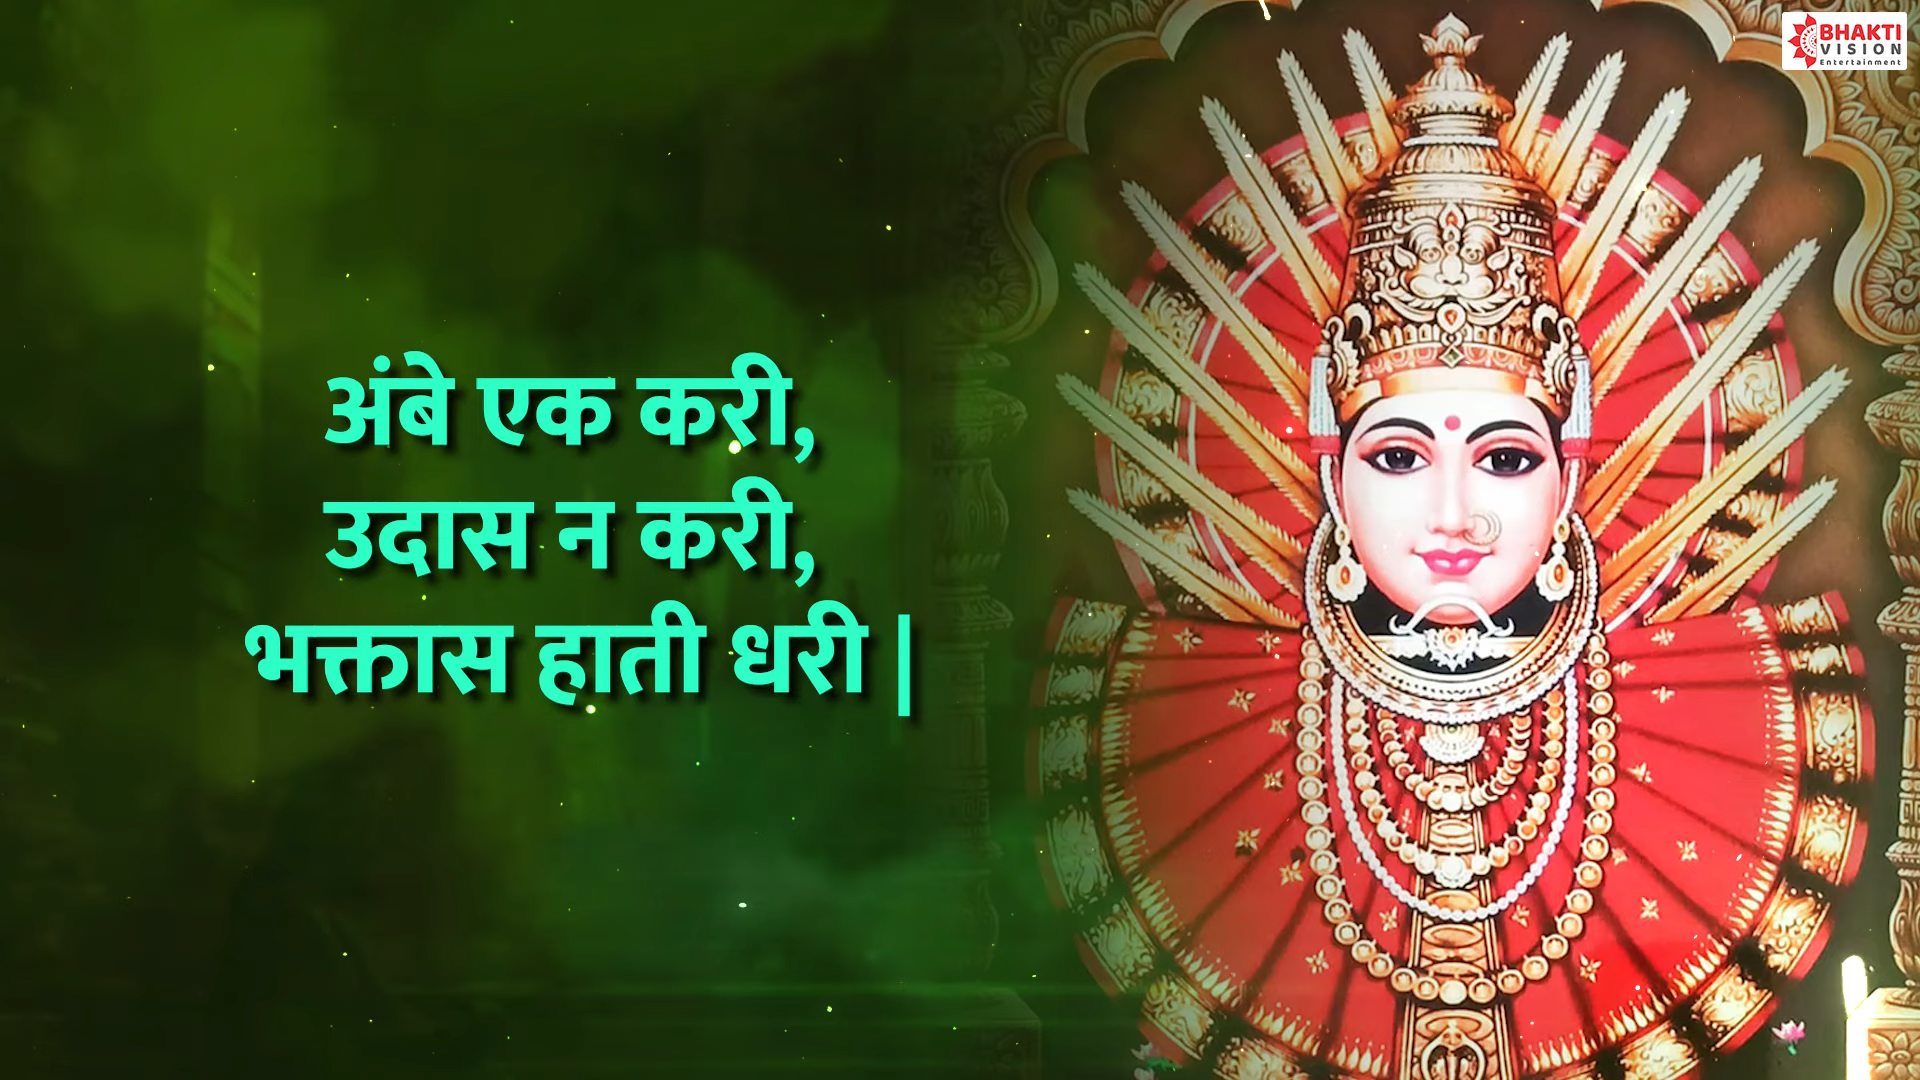 BHAKTI
VISION
Entertainment
अंबे एक करी,
उदास न करी,
भक्तास हाती धरी |